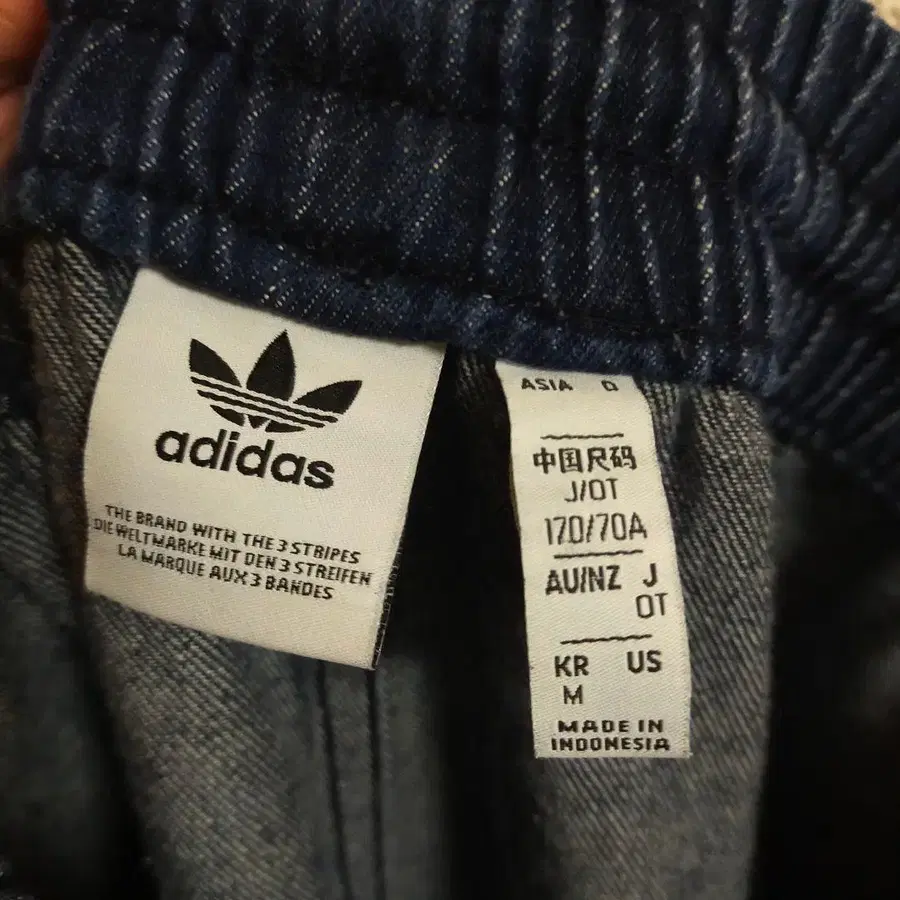 adidas
THE BRAND WITH THE 3 STRIPES
DIE WELTMARKE MIT DEN 3 STREIFEN
LA MARQUE AUX 3 BANDES
ASIA O
中国尺码
J/OT
170/70A
AU/NZ J
OT
KR US
M
MADE IN
INDONESIA